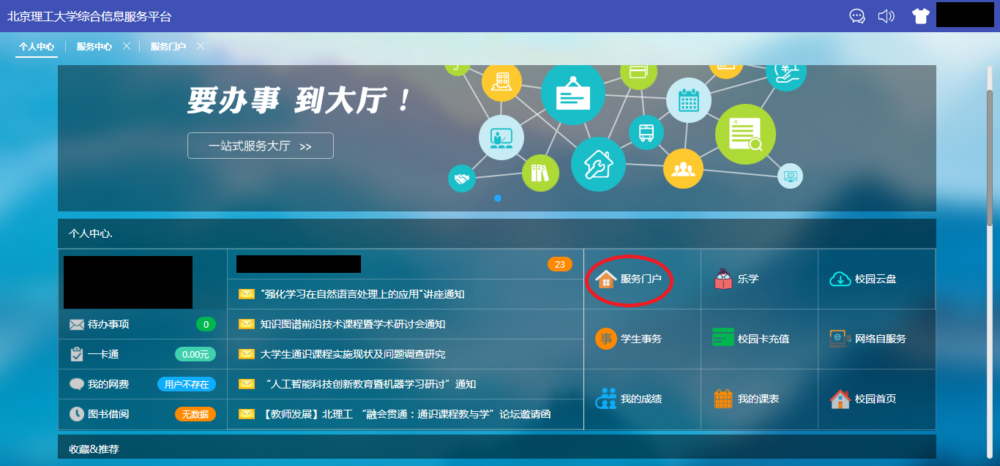 北京理工大学综合信息服务平台
个人中心 服务中心 服务门户
要办事 到大厅！
一站式服务大厅 >>
个人中心.
23
"强化学习在自然语言处理上的应用"讲座通知
待办事项 0
知识图谱前沿技术课程暨学术研讨会通知
一卡通 0.00元
大学生通识课程实施现状及问题调查研究
我的网费 用户不存在
“人工智能科技创新教育暨机器学习研讨”通知
图书借阅 无数据
【教师发展】北理工 “融会贯通：通识课程教与学”论坛邀请函
服务门户 乐学 校园云盘
事 学生事务 校园卡充值 e 网络自服务
我的成绩 我的课表 校园首页
收藏&推荐